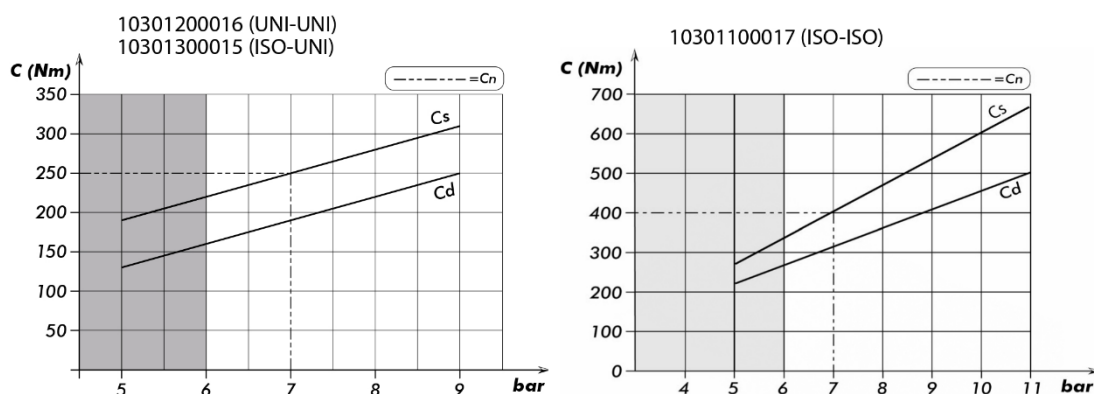 10301200016 (UNI-UNI)
10301300015 (ISO-UNI)
C (Nm)
=Cn
350
300
250
200
150
100
50
Cs
Cd
5 6 7 8 9 bar
10301100017 (ISO-ISO)
C (Nm)
=Cn
700
600
500
400
300
200
100
0
Cs
Cd
4 5 6 7 8 9 10 11 bar